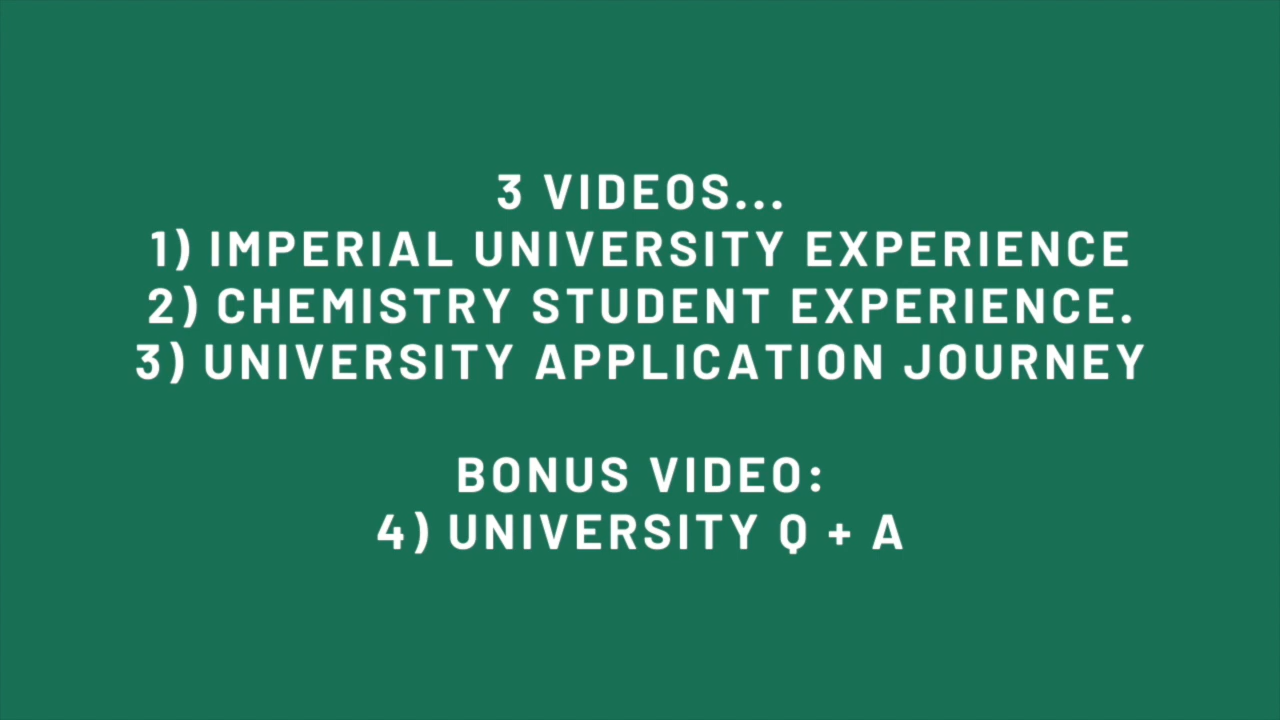 3 VIDEOS...
1) IMPERIAL UNIVERSITY EXPERIENCE
2) CHEMISTRY STUDENT EXPERIENCE.
3) UNIVERSITY APPLICATION JOURNEY
BONUS VIDEO:
4) UNIVERSITY Q + A